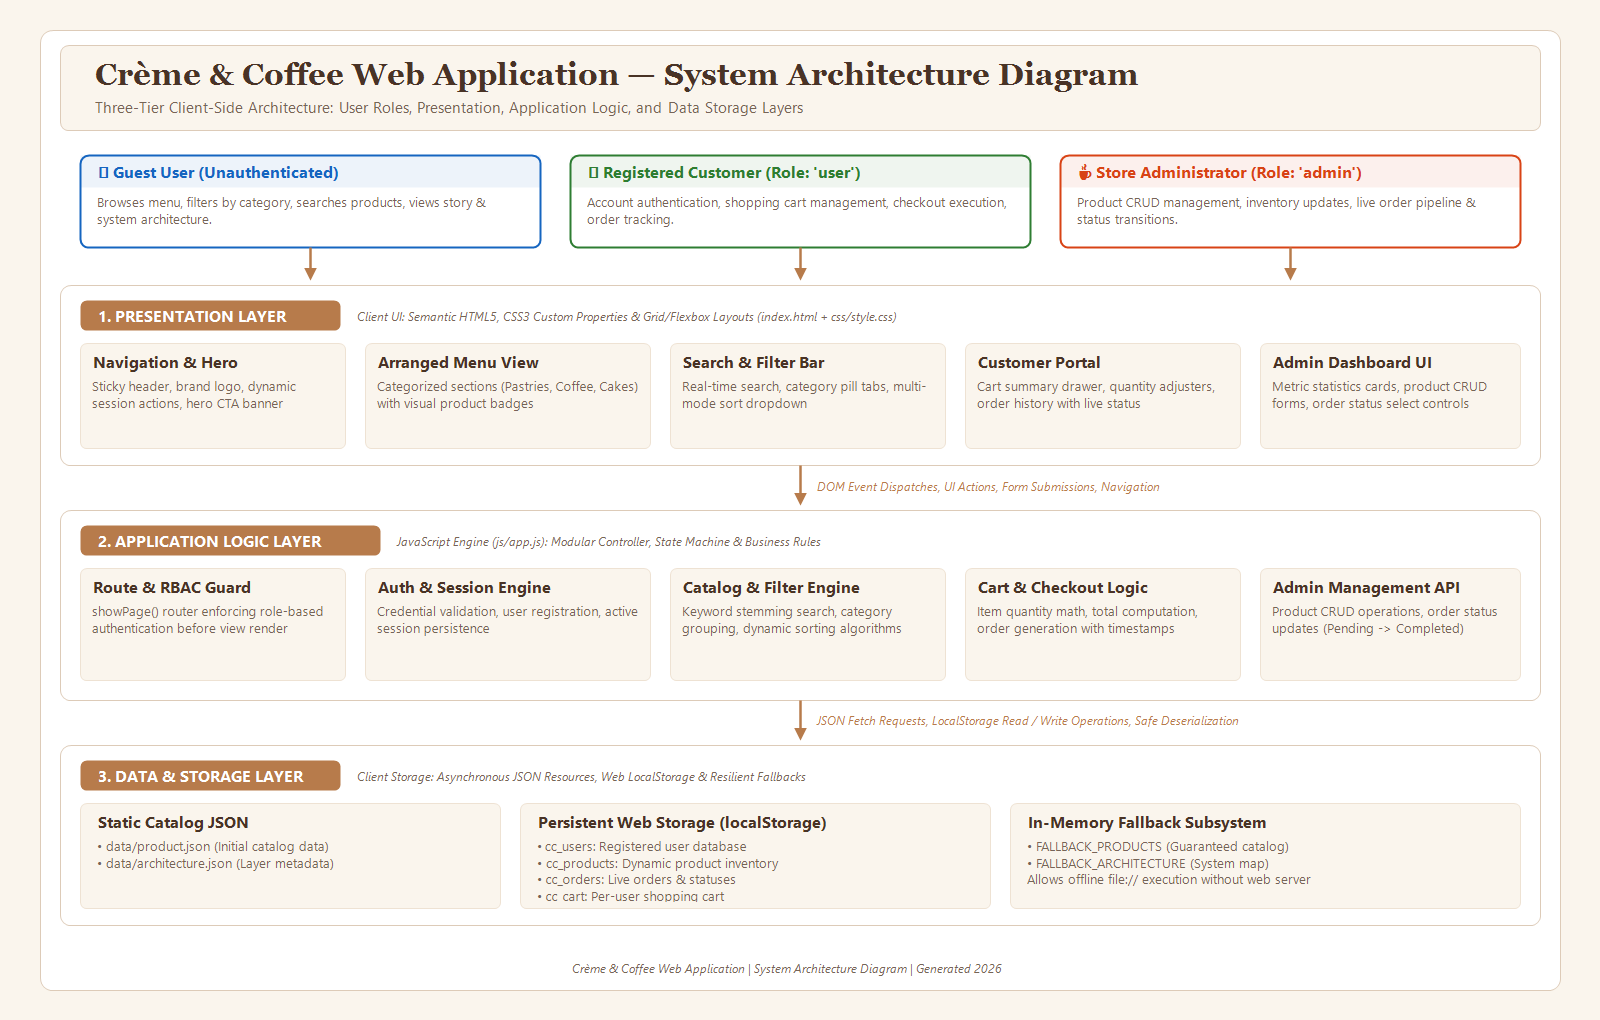 Crème & Coffee Web Application — System Architecture Diagram
Three-Tier Client-Side Architecture: User Roles, Presentation, Application Logic, and Data Storage Layers
Guest User (Unauthenticated)
Browses menu, filters by category, searches products, views story &
system architecture.
Registered Customer (Role: 'user')
Account authentication, shopping cart management, checkout execution,
order tracking.
Store Administrator (Role: 'admin')
Product CRUD management, inventory updates, live order pipeline &
status transitions.
1. PRESENTATION LAYER
Client UI: Semantic HTML5, CSS3 Custom Properties & Grid/Flexbox Layouts (index.html + css/style.css)
Navigation & Hero
Sticky header, brand logo, dynamic
session actions, hero CTA banner
Arranged Menu View
Categorized sections (Pastries, Coffee, Cakes)
with visual product badges
Search & Filter Bar
Real-time search, category pill tabs, multi-
mode sort dropdown
Customer Portal
Cart summary drawer, quantity adjusters,
order history with live status
Admin Dashboard UI
Metric statistics cards, product CRUD
forms, order status select controls
DOM Event Dispatches, UI Actions, Form Submissions, Navigation
2. APPLICATION LOGIC LAYER
JavaScript Engine (js/app.js): Modular Controller, State Machine & Business Rules
Route & RBAC Guard
showPage() router enforcing role-based
authentication before view render
Auth & Session Engine
Credential validation, user registration, active
session persistence
Catalog & Filter Engine
Keyword stemming search, category
grouping, dynamic sorting algorithms
Cart & Checkout Logic
Item quantity math, total computation,
order generation with timestamps
Admin Management API
Product CRUD operations, order status
updates (Pending -> Completed)
JSON Fetch Requests, LocalStorage Read / Write Operations, Safe Deserialization
3. DATA & STORAGE LAYER
Client Storage: Asynchronous JSON Resources, Web LocalStorage & Resilient Fallbacks
Static Catalog JSON
• data/product.json (Initial catalog data)
• data/architecture.json (Layer metadata)
Persistent Web Storage (localStorage)
• cc_users: Registered user database
• cc_products: Dynamic product inventory
• cc_orders: Live orders & statuses
• cc_cart: Per-user shopping cart
In-Memory Fallback Subsystem
• FALLBACK_PRODUCTS (Guaranteed catalog)
• FALLBACK_ARCHITECTURE (System map)
Allows offline file:// execution without web server
Crème & Coffee Web Application | System Architecture Diagram | Generated 2026